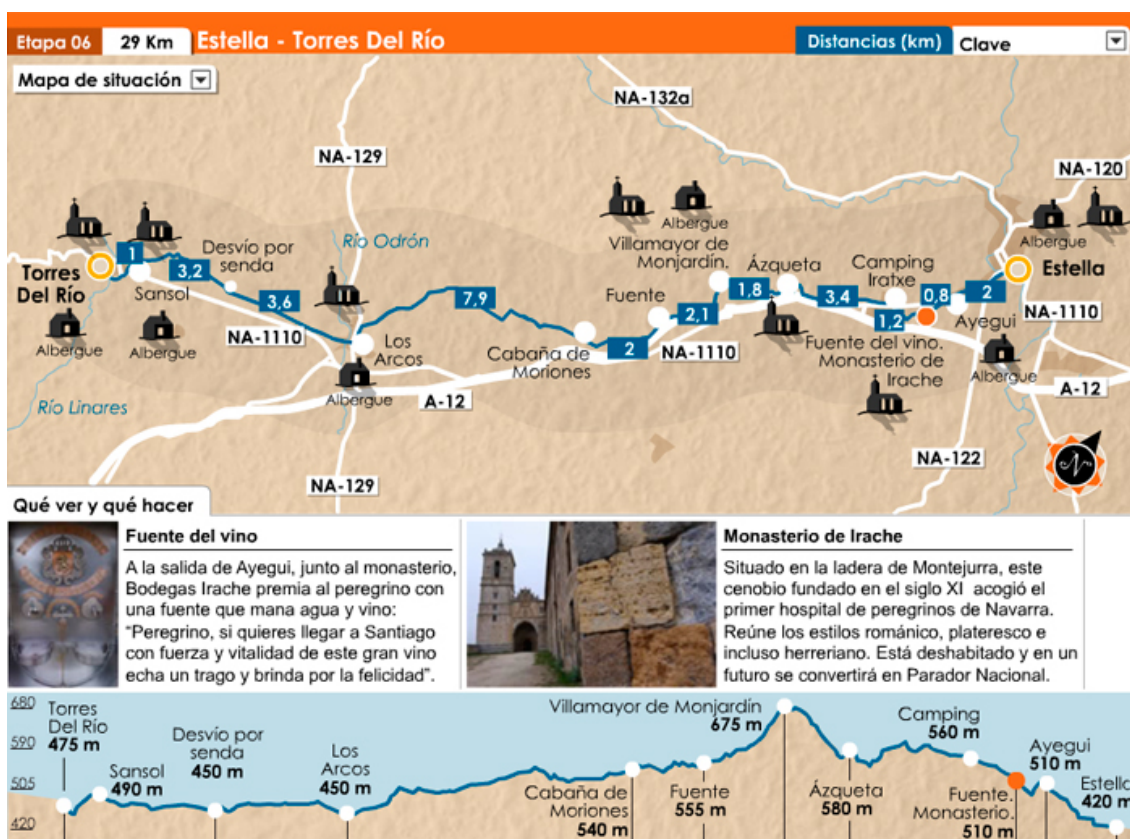 Etapa 06
29 Km
Estella - Torres Del Río
Distancias (km)
Clave
Mapa de situación
NA-132a
NA-129
NA-120
Albergue
Villamayor de
Monjardín.
Albergue
Río Odrón
Desvío por
senda
Torres
Del Río
1
3,2
Sansol
3,6
7,9
Fuente
2,1
1,8
Ázqueta
3,4
Camping
Iratxe
0,8
2
Estella
1,2
Ayegui
NA-1110
NA-1110
Los
Arcos
Cabaña de
Moriones
2
NA-1110
Fuente del vino.
Monasterio de
Irache
Albergue
Albergue
Albergue
Albergue
A-12
A-12
Río Linares
NA-122
NA-129
N
Qué ver y qué hacer
Fuente del vino
A la salida de Ayegui, junto al monasterio,
Bodegas Irache premia al peregrino con
una fuente que mana agua y vino:
“Peregrino, si quieres llegar a Santiago
con fuerza y vitalidad de este gran vino
echa un trago y brinda por la felicidad”.
Monasterio de Irache
Situado en la ladera de Montejurra, este
cenobio fundado en el siglo XI acogió el
primer hospital de peregrinos de Navarra.
Reúne los estilos románico, plateresco e
incluso herreriano. Está deshabitado y en un
futuro se convertirá en Parador Nacional.
680
590
505
420
Torres
Del Río
475 m
Sansol
490 m
Desvío por
senda
450 m
Los
Arcos
450 m
Cabaña de
Moriones
540 m
Fuente
555 m
Villamayor de Monjardín
675 m
Ázqueta
580 m
Camping
560 m
Fuente.
Monasterio.
510 m
Ayegui
510 m
Estella
420 m